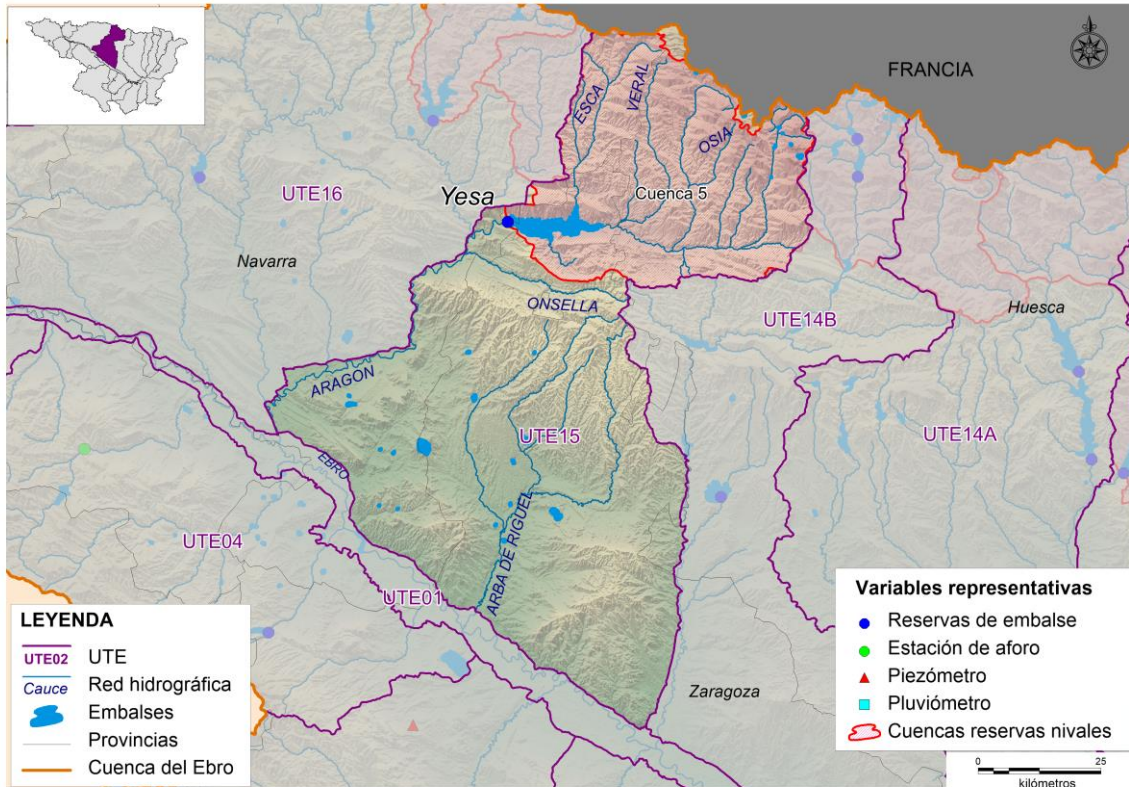 FRANCIA
ESCA
VERAL
OSIA
Cuenca 5
UTE16
Yesa
Navarra
ONSELLA
UTE14B
Huesca
ARAGON
UTE15
UTE14A
EBRO
ARBA DE RIGUEL
UTE04
UTE01
Zaragoza
LEYENDA
UTE02 UTE
Cauce Red hidrográfica
Embalses
Provincias
Cuenca del Ebro
Variables representativas
Reservas de embalse
Estación de aforo
Piezómetro
Pluviómetro
Cuencas reservas nivales
0 25
kilómetros